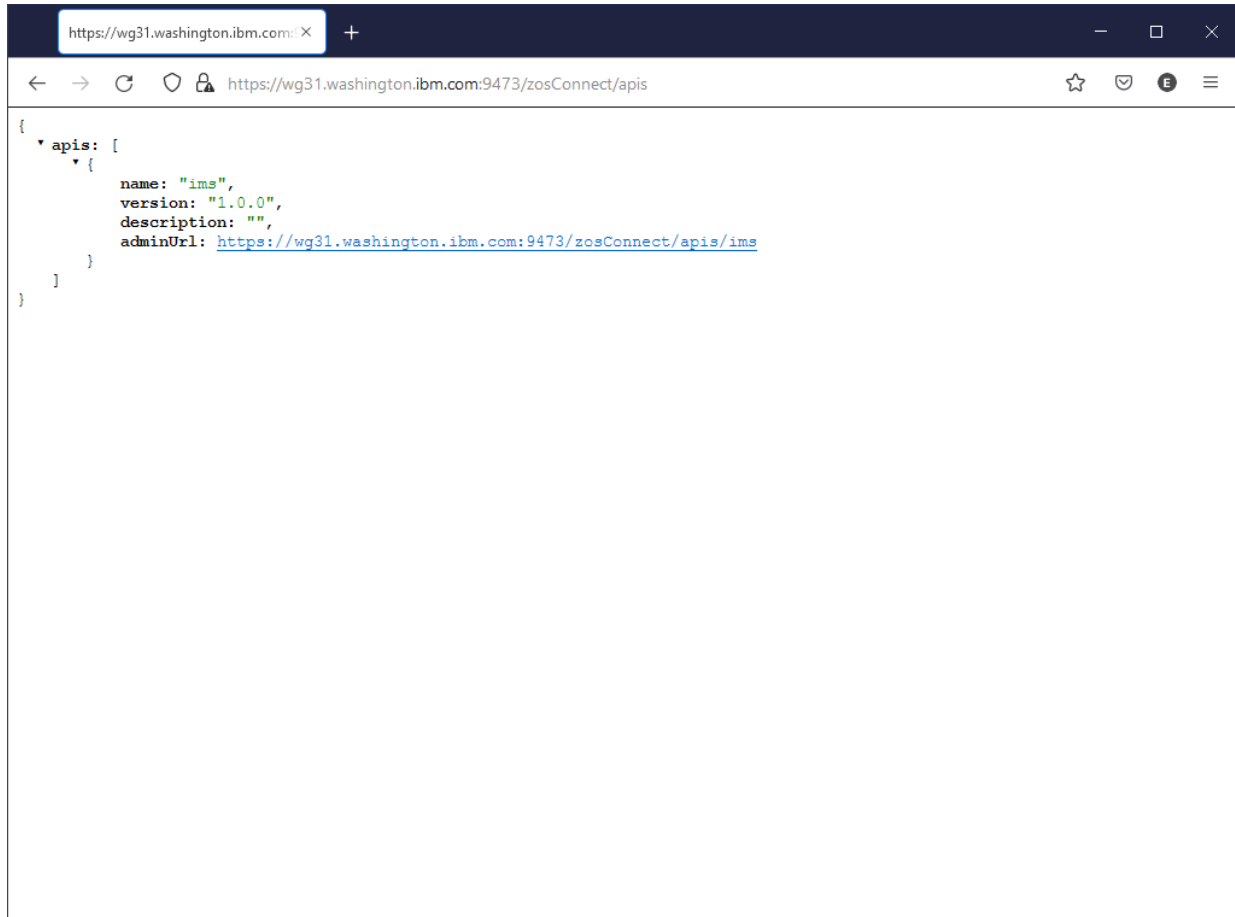 https://wg31.washington.ibm.com:
https://wg31.washington.ibm.com:9473/zosConnect/apis
E
{
apis: [
{
name: "ims",
version: "1.0.0",
description: "",
adminUrl: https://wg31.washington.ibm.com:9473/zosConnect/apis/ims
}
]
}